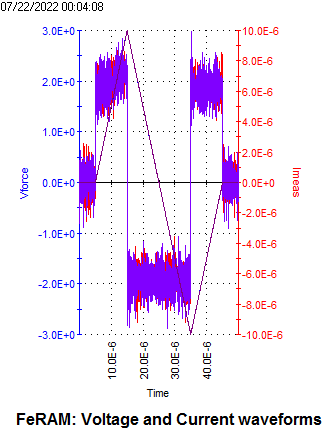 07/22/2022 00:04:08
3.0E+0
2.0E+0
1.0E+0
0.0E+0
-1.0E+0
-2.0E+0
-3.0E+0
Vforce
10.0E-6
8.0E-6
6.0E-6
4.0E-6
2.0E-6
0.0E+0
-2.0E-6
-4.0E-6
-6.0E-6
-8.0E-6
-10.0E-6
Imeas
10.0E-6
20.0E-6
30.0E-6
40.0E-6
Time
FeRAM: Voltage and Current waveforms